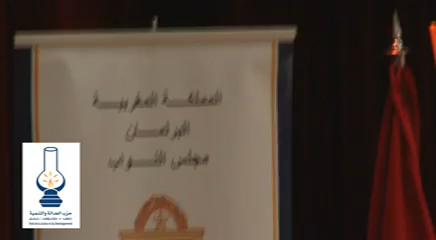 المملكة المغربية
البرلمان
مجلس النواب
حزب العدالة والتنمية